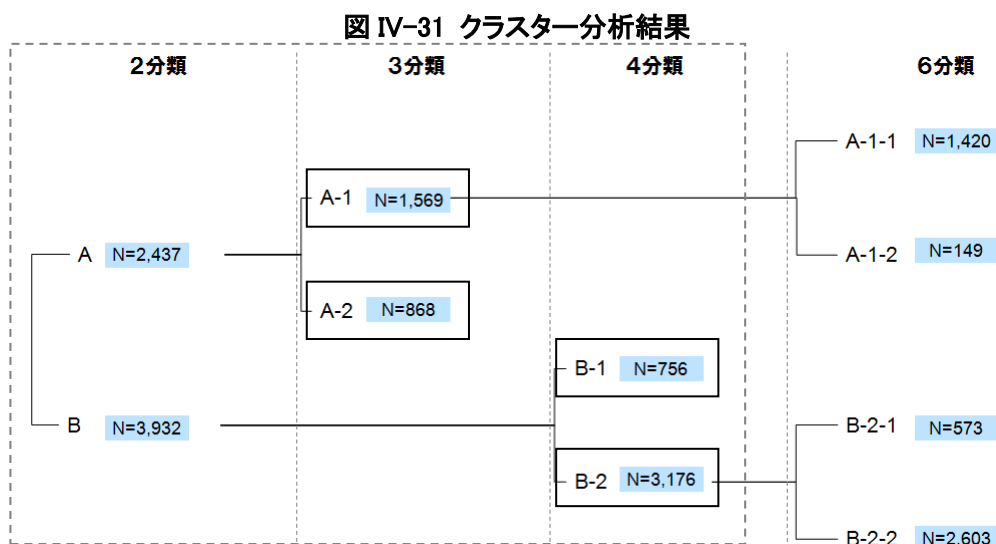 図 Ⅳ-31 クラスター分析結果
2分類
3分類
4分類
6分類
A-1-1 N=1,420
A-1 N=1,569
A N=2,437
A-1-2 N=149
A-2 N=868
B-1 N=756
B N=3,932
B-2-1 N=573
B-2 N=3,176
B-2-2 N=2,603